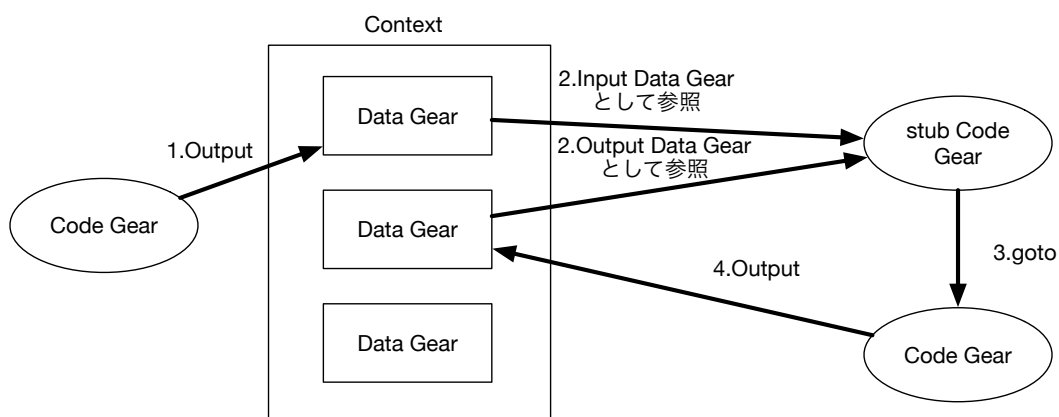 Context
Data Gear
2.Input Data Gear
として参照
1.Output
stub Code
Gear
2.Output Data Gear
として参照
Code Gear
Data Gear
3.goto
4.Output
Data Gear
Code Gear